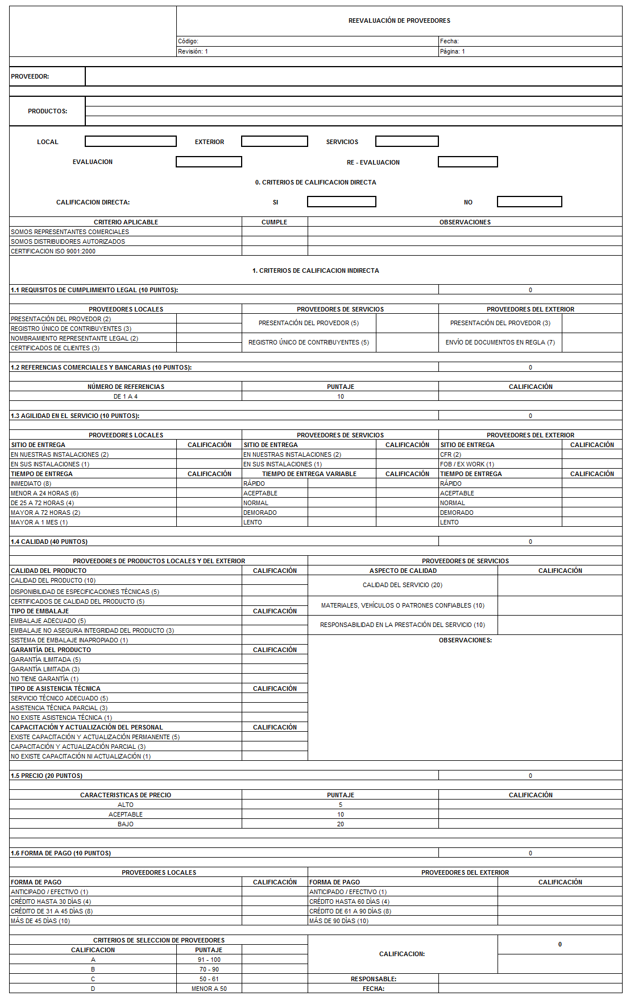 REEVALUACIÓN DE PROVEEDORES
Código: Fecha:
Revisión: 1 Página: 1
PROVEEDOR:
PRODUCTOS:
LOCAL EXTERIOR SERVICIOS
EVALUACION RE - EVALUACION
0. CRITERIOS DE CALIFICACION DIRECTA
CALIFICACION DIRECTA: SI NO
CRITERIO APLICABLE CUMPLE OBSERVACIONES
SOMOS REPRESENTANTES COMERCIALES
SOMOS DISTRIBUIDORES AUTORIZADOS
CERTIFICACION ISO 9001:2000
1. CRITERIOS DE CALIFICACION INDIRECTA
1.1 REQUISITOS DE CUMPLIMIENTO LEGAL (10 PUNTOS): 0
PROVEEDORES LOCALES PROVEEDORES DE SERVICIOS PROVEEDORES DEL EXTERIOR
PRESENTACIÓN DEL PROVEDOR (2) PRESENTACIÓN DEL PROVEDOR (5) PRESENTACIÓN DEL PROVEDOR (3)
REGISTRO ÚNICO DE CONTRIBUYENTES (3)
NOMBRAMIENTO REPRESENTANTE LEGAL (2) REGISTRO ÚNICO DE CONTRIBUYENTES (5) ENVÍO DE DOCUMENTOS EN REGLA (7)
CERTIFICADOS DE CLIENTES (3)
1.2 REFERENCIAS COMERCIALES Y BANCARIAS (10 PUNTOS): 0
NÚMERO DE REFERENCIAS PUNTAJE CALIFICACIÓN
DE 1 A 4 10
1.3 AGILIDAD EN EL SERVICIO (10 PUNTOS): 0
PROVEEDORES LOCALES PROVEEDORES DE SERVICIOS PROVEEDORES DEL EXTERIOR
SITIO DE ENTREGA CALIFICACIÓN SITIO DE ENTREGA CALIFICACIÓN SITIO DE ENTREGA CALIFICACIÓN
EN NUESTRAS INSTALACIONES (2) EN NUESTRAS INSTALACIONES (2) CFR (2)
EN SUS INSTALACIONES (1) EN SUS INSTALACIONES (1) FOB / EX WORK (1)
TIEMPO DE ENTREGA CALIFICACIÓN TIEMPO DE ENTREGA VARIABLE CALIFICACIÓN TIEMPO DE ENTREGA CALIFICACIÓN
INMEDIATO (8) RÁPIDO RÁPIDO
MENOR A 24 HORAS (6) ACEPTABLE ACEPTABLE
DE 25 A 72 HORAS (4) NORMAL NORMAL
MAYOR A 72 HORAS (2) DEMORADO DEMORADO
MAYOR A 1 MES (1) LENTO LENTO
1.4 CALIDAD (40 PUNTOS) 0
PROVEEDORES DE PRODUCTOS LOCALES Y DEL EXTERIOR PROVEEDORES DE SERVICIOS
CALIDAD DEL PRODUCTO CALIFICACIÓN ASPECTO DE CALIDAD CALIFICACIÓN
CALIDAD DEL PRODUCTO (10) CALIDAD DEL SERVICIO (20)
DISPONIBILIDAD DE ESPECIFICACIONES TÉCNICAS (5)
CERTIFICADOS DE CALIDAD DEL PRODUCTO (5) MATERIALES, VEHÍCULOS O PATRONES CONFIABLES (10)
TIPO DE EMBALAJE CALIFICACIÓN
EMBALAJE ADECUADO (5) RESPONSABILIDAD EN LA PRESTACIÓN DEL SERVICIO (10)
EMBALAJE NO ASEGURA INTEGRIDAD DEL PRODUCTO (3)
SISTEMA DE EMBALAJE INAPROPIADO (1) OBSERVACIONES:
GARANTÍA DEL PRODUCTO CALIFICACIÓN
GARANTÍA ILIMITADA (5)
GARANTÍA LIMITADA (3)
NO TIENE GARANTÍA (1)
TIPO DE ASISTENCIA TÉCNICA CALIFICACIÓN
SERVICIO TÉCNICO ADECUADO (5)
ASISTENCIA TÉCNICA PARCIAL (3)
NO EXISTE ASISTENCIA TÉCNICA (1)
CAPACITACIÓN Y ACTUALIZACIÓN DEL PERSONAL CALIFICACIÓN
EXISTE CAPACITACIÓN Y ACTUALIZACIÓN PERMANENTE (5)
CAPACITACIÓN Y ACTUALIZACIÓN PARCIAL (3)
NO EXISTE CAPACITACIÓN NI ACTUALIZACIÓN (1)
1.5 PRECIO (20 PUNTOS) 0
CARACTERISTICAS DE PRECIO PUNTAJE CALIFICACIÓN
ALTO 5
ACEPTABLE 10
BAJO 20
1.6 FORMA DE PAGO (10 PUNTOS) 0
PROVEEDORES LOCALES PROVEEDORES DEL EXTERIOR
FORMA DE PAGO CALIFICACIÓN FORMA DE PAGO CALIFICACIÓN
ANTICIPADO / EFECTIVO (1) ANTICIPADO / EFECTIVO (1)
CRÉDITO HASTA 30 DÍAS (4) CRÉDITO HASTA 60 DÍAS (4)
CRÉDITO DE 31 A 45 DÍAS (8) CRÉDITO DE 61 A 90 DÍAS (8)
MÁS DE 45 DÍAS (10) MÁS DE 90 DÍAS (10)
CRITERIOS DE SELECCION DE PROVEEDORES 0
CALIFICACION PUNTAJE CALIFICACION:
A 91 - 100
B 70 - 90
C 50 - 61 RESPONSABLE:
D MENOR A 50 FECHA: